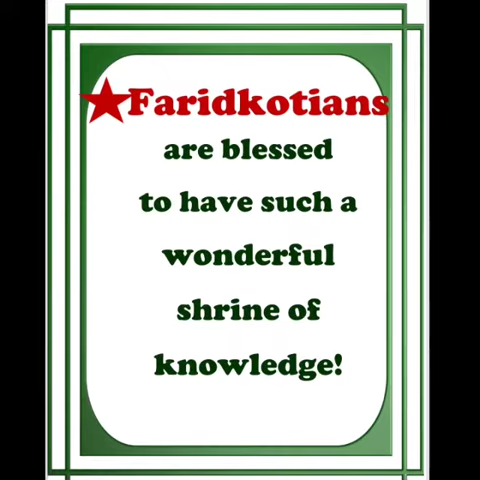 Faridkotians
are blessed
to have such a
wonderful
shrine of
knowledge!